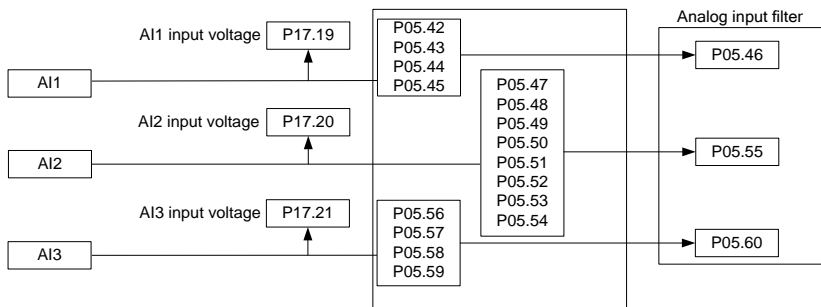 Analog input filter
AI1 input voltage
P17.19
P05.42
P05.43
P05.44
P05.45
P05.46
AI1
P05.47
P05.48
P05.49
P05.50
P05.51
P05.52
P05.53
P05.54
AI2 input voltage
P17.20
AI2
P05.55
AI3 input voltage
P17.21
P05.56
P05.57
P05.58
P05.59
AI3
P05.60